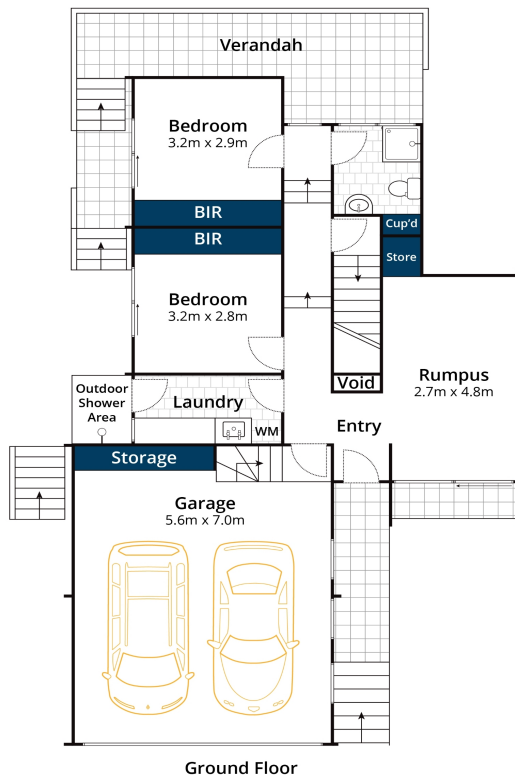 Verandah
Bedroom
3.2m x 2.9m
BIR
Cup'd
BIR
Store
Bedroom
3.2m x 2.8m
Void
Rumpus
2.7m x 4.8m
Outdoor
Shower
Area
Laundry
WM
Entry
Storage
Garage
5.6m x 7.0m
Ground Floor